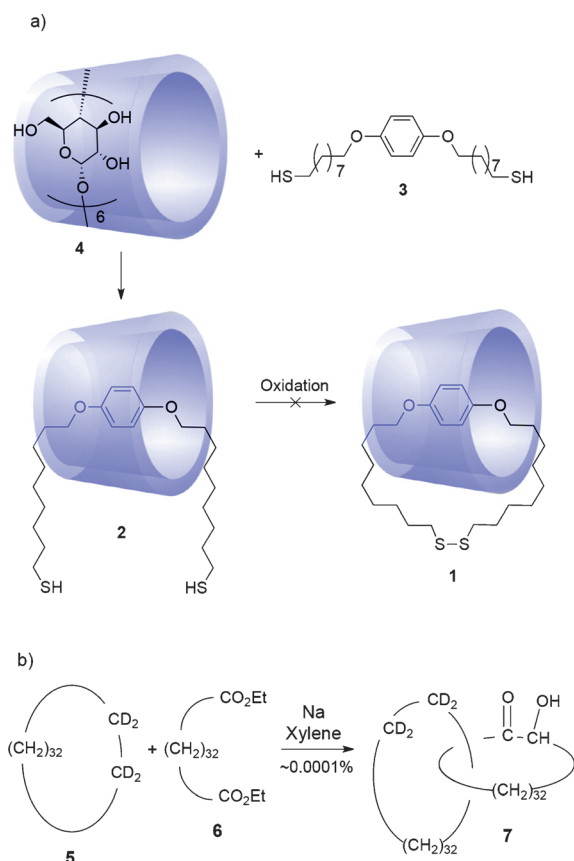 a)
HO
OH
O
OH
O
6
4
+
O
O
HS
7
7
SH
3
O
O
SH
HS
2
Oxidation
O
O
S–S
1
b)
(CH₂)₃₂
CD₂
CD₂
5
+
CO₂Et
(CH₂)₃₂
CO₂Et
6
Na
Xylene
~0.0001%
CD₂
CD₂
O
OH
C–CH
(CH₂)₃₂
(CH₂)₃₂
7